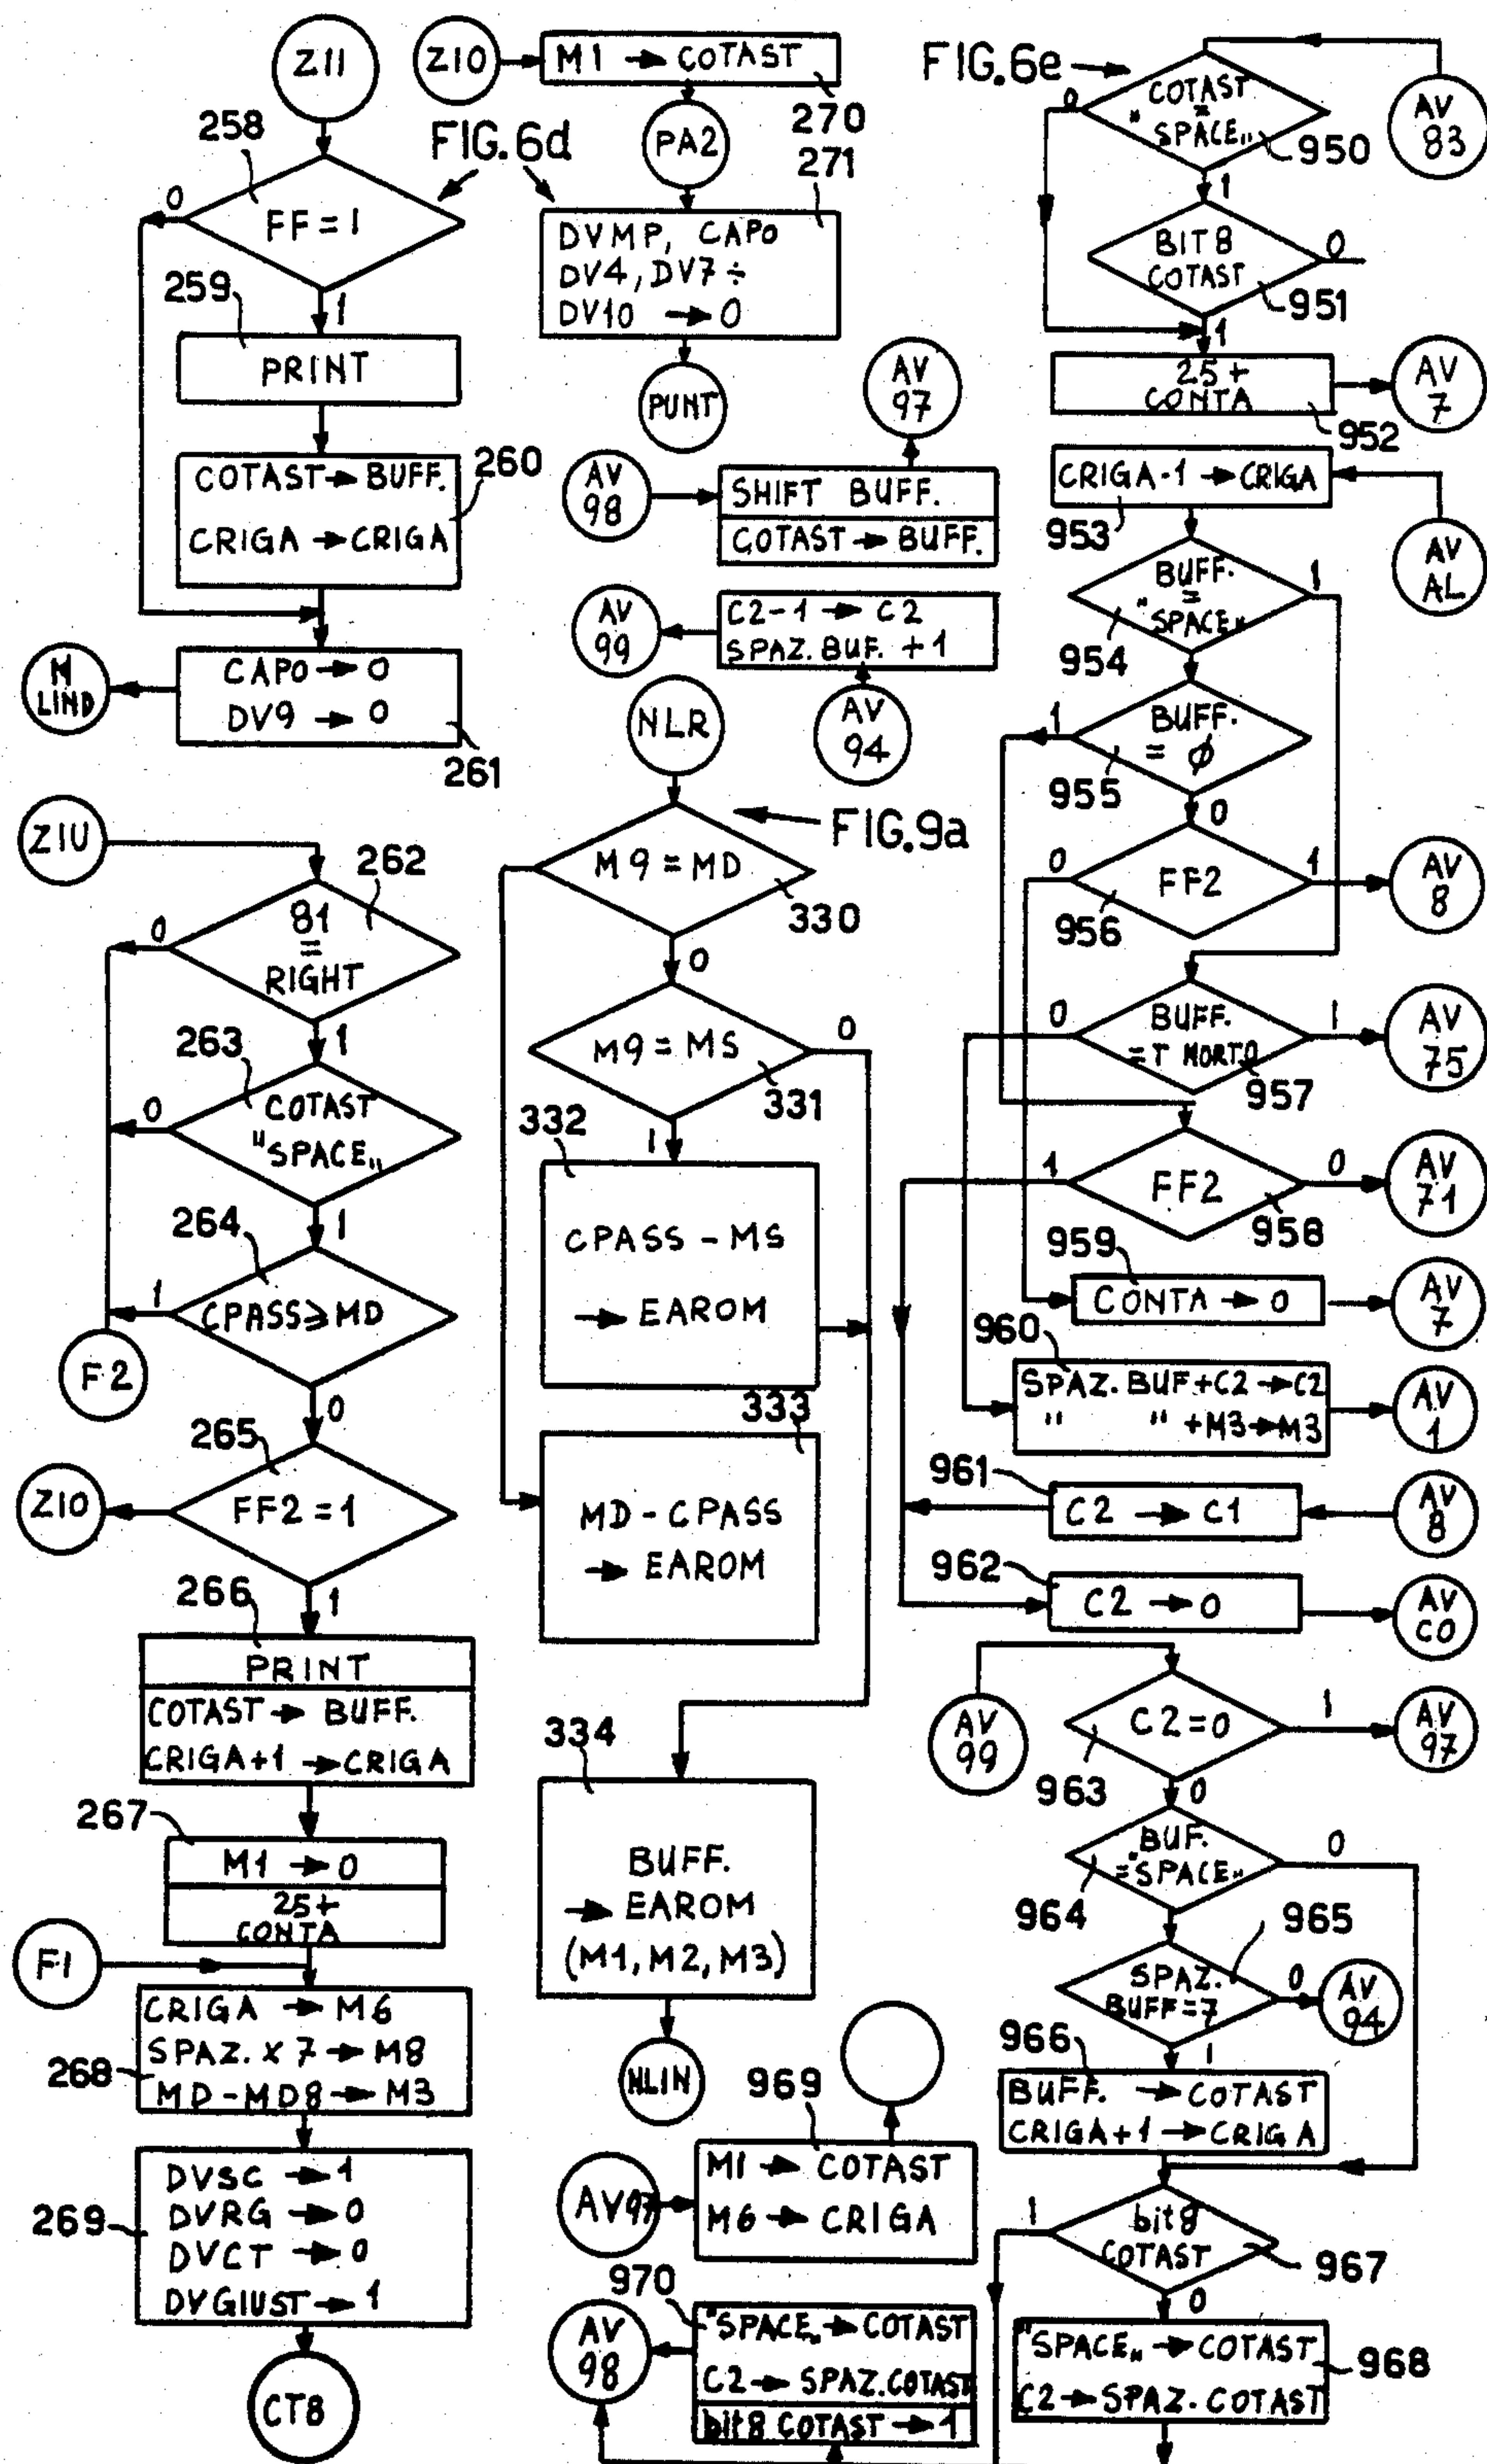 Z11
258
FF=1
0
1
259
PRINT
COTAST→BUFF.
CRIGA→CRIGA
260
CAPO→0
DV9→0
261
M
LIND
Z10
M1→COTAST
270
PA2
FIG.6d
271
DVMP, CAPO
DV4, DV7÷
DV10→0
PUNT
AV
97
AV
98
SHIFT BUFF.
COTAST→BUFF.
AV
99
C2-1→C2
SPAZ.BUF.+1
AV
94
FIG.6e
COTAST
=
"SPACE„
0
950
AV
83
1
BIT8
COTAST
0
951
1
25+
CONTA
952
AV
7
CRIGA-1→CRIGA
953
AV
AL
BUFF.
=
"SPACE„
1
954
BUFF.
=Ø
1
955
0
FF2
0
1
956
AV
8
BUFF.
=T MORTO
0
1
957
AV
75
FF2
1
0
958
AV
71
959
CONTA→0
AV
7
960
SPAZ.BUF+C2→C2
" " +M3→M3
AV
1
961
C2→C1
AV
8
962
C2→0
AV
CO
AV
99
C2=0
1
963
AV
97
0
BUF.
="SPACE„
0
964
965
SPAZ.
BUFF=7
0
AV
94
966
1
BUFF.→COTAST
CRIGA+1→CRIGA
1
bit8
COTAST
967
0
"SPACE„→COTAST
C2→SPAZ.COTAST
968
Z1U
262
81
=
RIGHT
0
1
263
COTAST
"SPACE„
0
1
264
CPASS≥MD
1
F2
0
265
FF2=1
Z10
1
266
PRINT
COTAST→BUFF.
CRIGA+1→CRIGA
267
M1→0
25+
CONTA
F1
CRIGA→M6
SPAZ.x7→M8
MD-MD8→M3
268
DVSC→1
DVRG→0
DVCT→0
DVGIUST→1
269
CT8
NLR
FIG.9a
M9=MD
330
0
M9=MS
0
331
332
1
CPASS-MS
→EAROM
333
MD-CPASS
→EAROM
334
BUFF.
→EAROM
(M1,M2,M3)
NLIN
969
AV97
M1→COTAST
M6→CRIGA
970
AV
98
"SPACE„→COTAST
C2→SPAZ.COTAST
bit8 COTAST→1